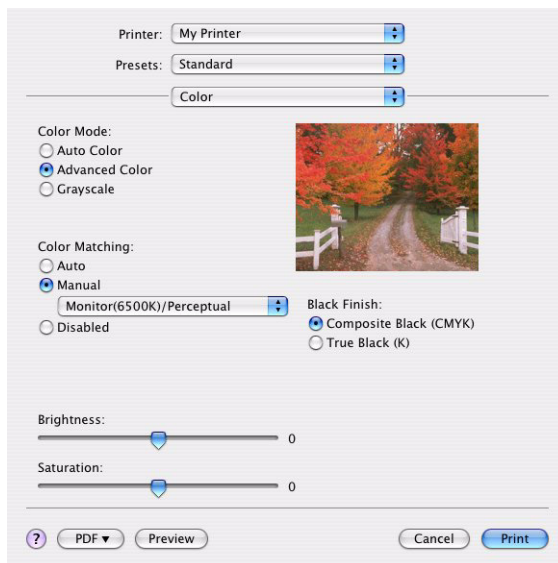 Printer: My Printer
Presets: Standard
Color
Color Mode:
Auto Color
Advanced Color
Grayscale
Color Matching:
Auto
Manual
Monitor(6500K)/Perceptual
Disabled
Black Finish:
Composite Black (CMYK)
True Black (K)
Brightness:
0
Saturation:
0
? PDF▼ Preview Cancel Print